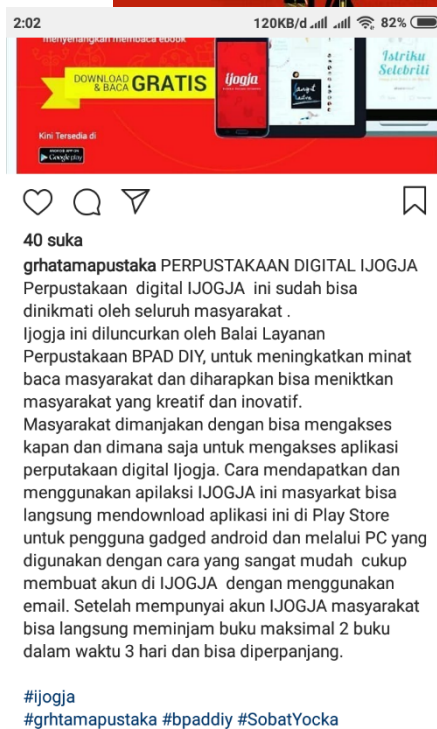 2:02 120KB/d 82%
menyenangkan membaca ebook
DOWNLOAD
& BACA GRATIS
ijogja
Istriku
Selebriti
Kini Tersedia di
Google play
40 suka
grhatamapustaka PERPUSTAKAAN DIGITAL IJOGJA
Perpustakaan digital IJOGJA ini sudah bisa
dinikmati oleh seluruh masyarakat .
Ijogja ini diluncurkan oleh Balai Layanan
Perpustakaan BPAD DIY, untuk meningkatkan minat
baca masyarakat dan diharapkan bisa meniktkan
masyarakat yang kreatif dan inovatif.
Masyarakat dimanjakan dengan bisa mengakses
kapan dan dimana saja untuk mengakses aplikasi
perputakaan digital Ijogja. Cara mendapatkan dan
menggunakan apilaksi IJOGJA ini masyarkat bisa
langsung mendownload aplikasi ini di Play Store
untuk pengguna gadged android dan melalui PC yang
digunakan dengan cara yang sangat mudah cukup
membuat akun di IJOGJA dengan menggunakan
email. Setelah mempunyai akun IJOGJA masyarakat
bisa langsung meminjam buku maksimal 2 buku
dalam waktu 3 hari dan bisa diperpanjang.
#ijogja
#grhtamapustaka #bpaddiy #SobatYocka